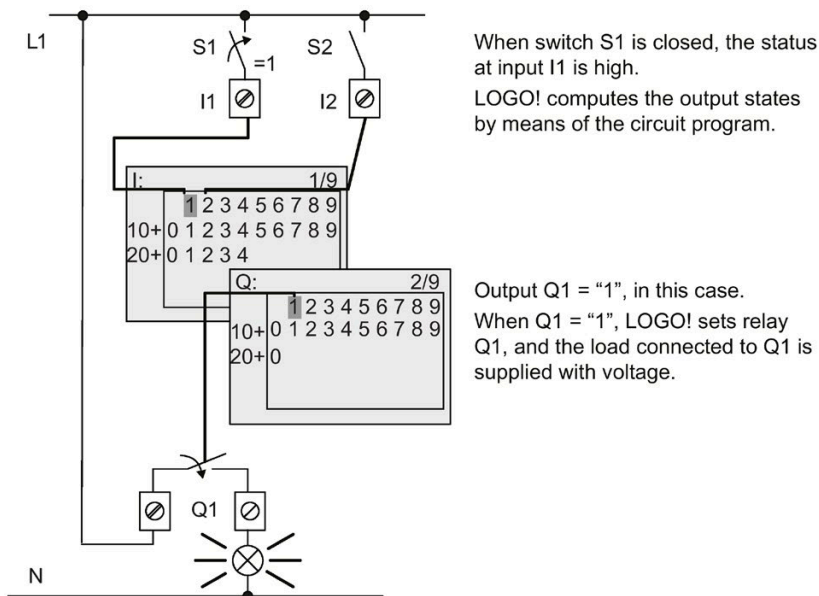 L1
S1
=1
S2
When switch S1 is closed, the status
at input I1 is high.
LOGO! computes the output states
by means of the circuit program.
I1
I2
I: 1/9
1 2 3 4 5 6 7 8 9
10+ 0 1 2 3 4 5 6 7 8 9
20+ 0 1 2 3 4
Q: 2/9
1 2 3 4 5 6 7 8 9
10+ 0 1 2 3 4 5 6 7 8 9
20+ 0
Output Q1 = “1”, in this case.
When Q1 = “1”, LOGO! sets relay
Q1, and the load connected to Q1 is
supplied with voltage.
Q1
N